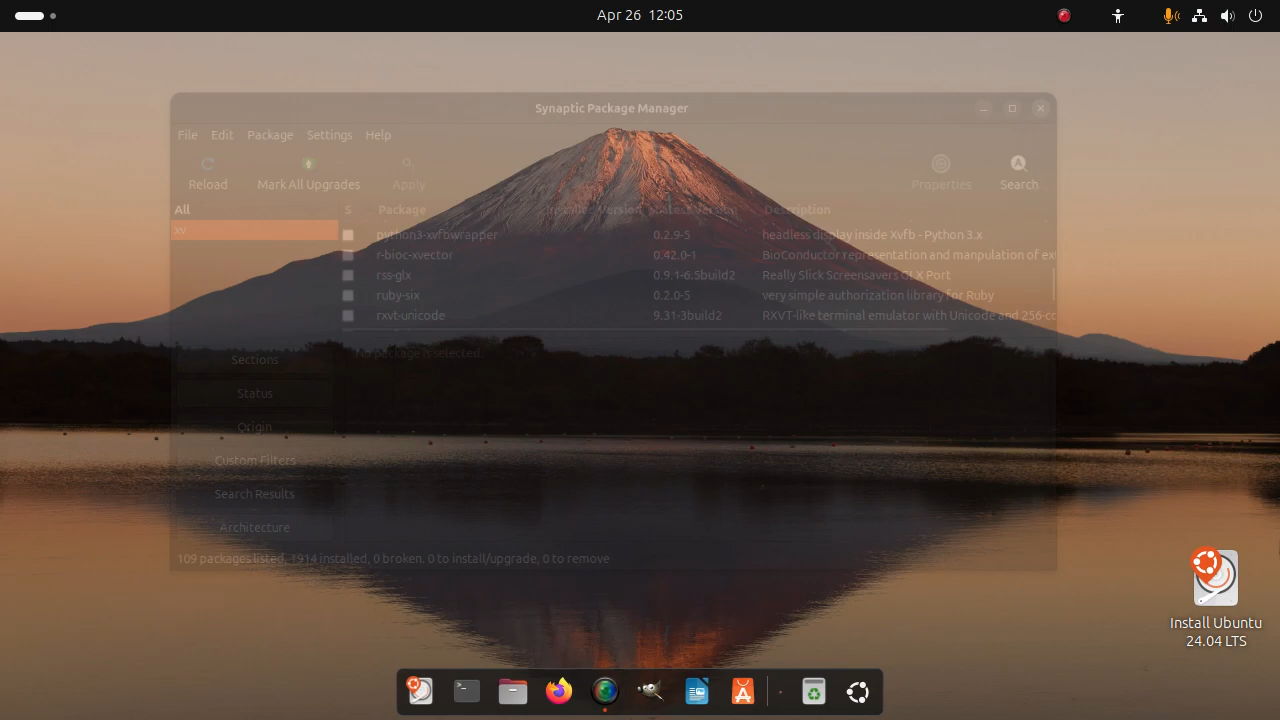 Apr 26 12:05
Synaptic Package Manager
File Edit Package Settings Help
Reload Mark All Upgrades Apply Properties Search
All S Package Installed Version Latest Version Description
xv
python3-xvfbwrapper 0.2.9-5 headless display inside Xvfb - Python 3.x
r-bioc-xvector 0.42.0-1 BioConductor representation and manpulation of ex
rss-glx 0.9.1-6.5build2 Really Slick Screensavers GLX Port
ruby-six 0.2.0-5 very simple authorization library for Ruby
rxvt-unicode 9.31-3build2 RXVT-like terminal emulator with Unicode and 256-co
No package is selected.
Sections
Status
Origin
Custom Filters
Search Results
Architecture
109 packages listed, 1914 installed, 0 broken. 0 to install/upgrade, 0 to remove
Install Ubuntu
24.04 LTS